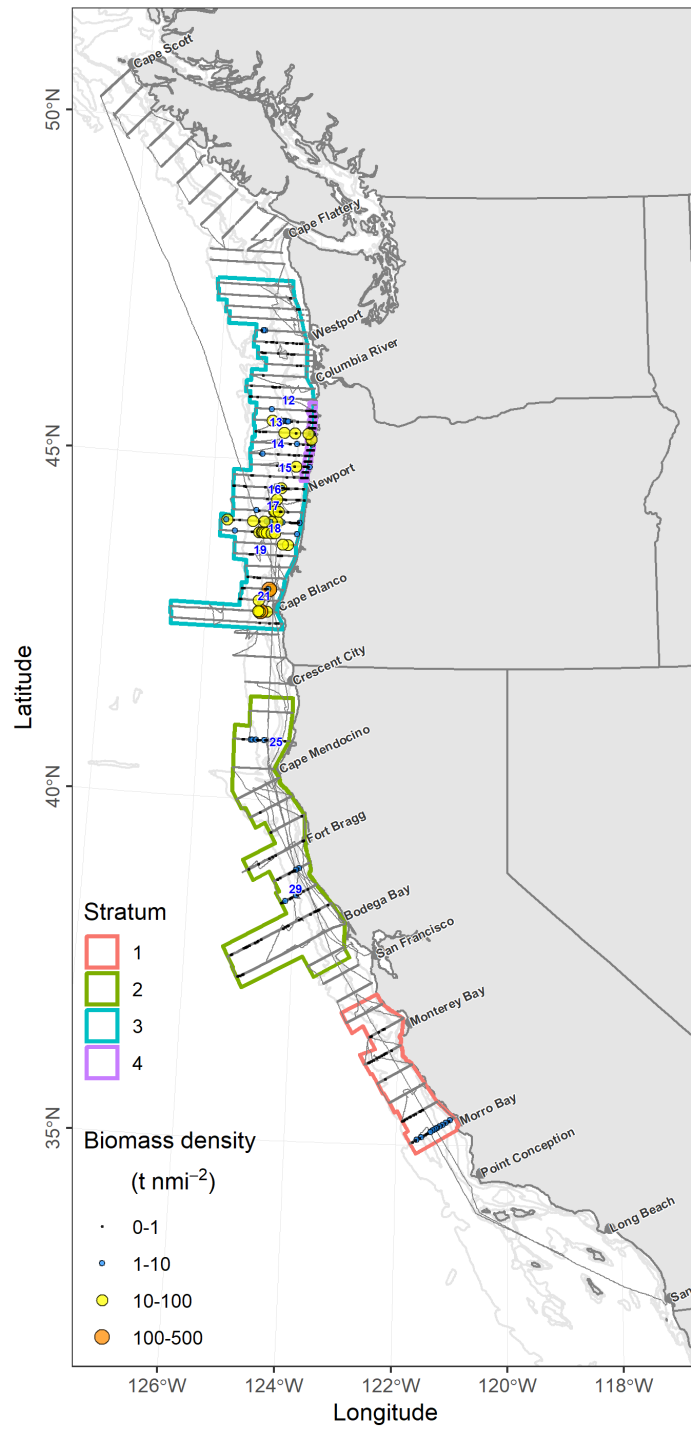 Cape Scott
50°N
Cape Flattery
Westport
Columbia River
12
13
45°N
14
15
Newport
16
17
18
19
21
Cape Blanco
Latitude
Crescent City
25
Cape Mendocino
40°N
Fort Bragg
29
Stratum
Bodega Bay
1
San Francisco
2
3
Monterey Bay
4
35°N
Morro Bay
Biomass density
Point Conception
(t nmi⁻²)
0-1
Long Beach
1-10
San
10-100
100-500
126°W 124°W 122°W 120°W 118°W
Longitude